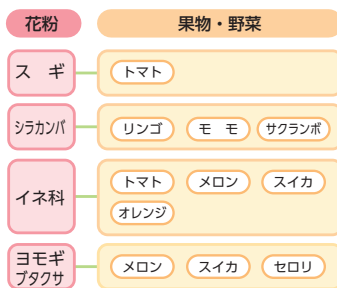 花粉 果物・野菜
スギ トマト
シラカンバ リンゴ モモ サクランボ
イネ科 トマト メロン スイカ
オレンジ
ヨモギ
ブタクサ メロン スイカ セロリ